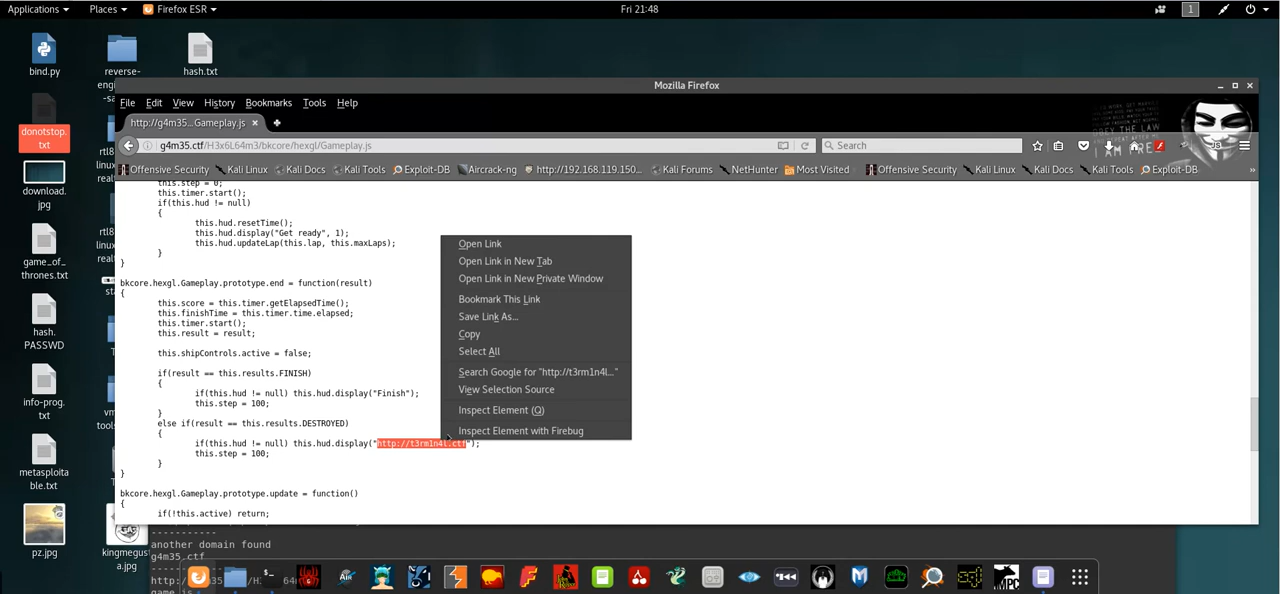 Applications ▾ Places ▾ Firefox ESR ▾ Fri 21:48 1
bind.py
reverse-
hash.txt
donotstop.
txt
download.
jpg
game_of_
thrones.txt
hash.
PASSWD
info-prog.
txt
metasploita
ble.txt
pz.jpg
kingmegust
a.jpg
Mozilla Firefox
File Edit View History Bookmarks Tools Help
http://g4m35...Gameplay.js
g4m35.ctf/H3x6L64m3/bkcore/hexgl/Gameplay.js Search
Offensive Security Kali Linux Kali Docs Kali Tools Exploit-DB Aircrack-ng http://192.168.119.150... Kali Forums NetHunter Most Visited Offensive Security Kali Linux Kali Docs Kali Tools Exploit-DB
this.step = 0;
this.timer.start();
if(this.hud != null)
{
this.hud.resetTime();
this.hud.display("Get ready", 1);
this.hud.updateLap(this.lap, this.maxLaps);
}
}
bkcore.hexgl.Gameplay.prototype.end = function(result)
{
this.score = this.timer.getElapsedTime();
this.finishTime = this.timer.time.elapsed;
this.timer.start();
this.result = result;
this.shipControls.active = false;
if(result == this.results.FINISH)
{
if(this.hud != null) this.hud.display("Finish");
this.step = 100;
}
else if(result == this.results.DESTROYED)
{
if(this.hud != null) this.hud.display("http://t3rm1n4l.ctf");
this.step = 100;
}
}
bkcore.hexgl.Gameplay.prototype.update = function()
{
if(!this.active) return;
Open Link
Open Link in New Tab
Open Link in New Private Window
Bookmark This Link
Save Link As...
Copy
Select All
Search Google for "http://t3rm1n4l..."
View Selection Source
Inspect Element (Q)
Inspect Element with Firebug
-----------
another domain found
g4m35.ctf